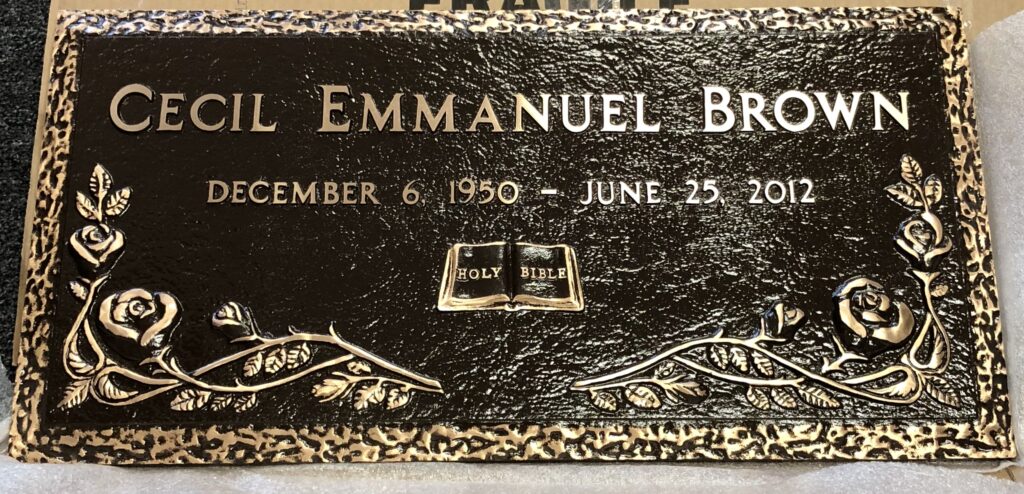 CECIL EMMANUEL BROWN
DECEMBER 6, 1950 – JUNE 25, 2012
HOLY BIBLE